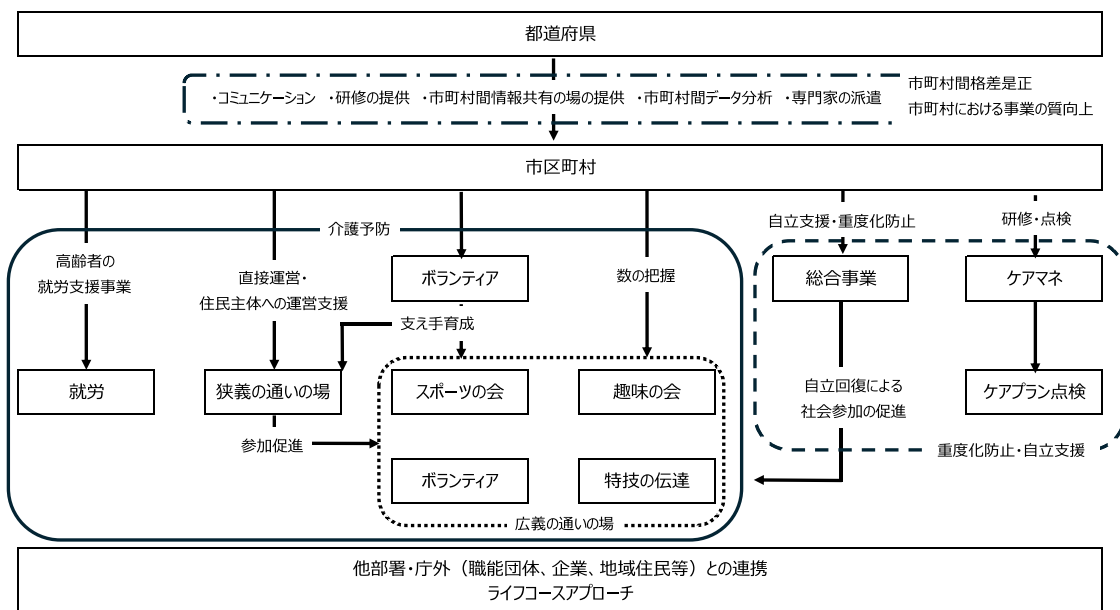 都道府県
・コミュニケーション ・研修の提供 ・市町村間情報共有の場の提供 ・市町村間データ分析 ・専門家の派遣
市町村間格差是正
市町村における事業の質向上
市区町村
介護予防
自立支援・重度化防止
研修・点検
高齢者の
就労支援事業
直接運営・
住民主体への運営支援
ボランティア
数の把握
総合事業
ケアマネ
支え手育成
就労
狭義の通いの場
スポーツの会
趣味の会
自立回復による
社会参加の促進
ケアプラン点検
参加促進
重度化防止・自立支援
ボランティア
特技の伝達
広義の通いの場
他部署・庁外（職能団体、企業、地域住民等）との連携
ライフコースアプローチ